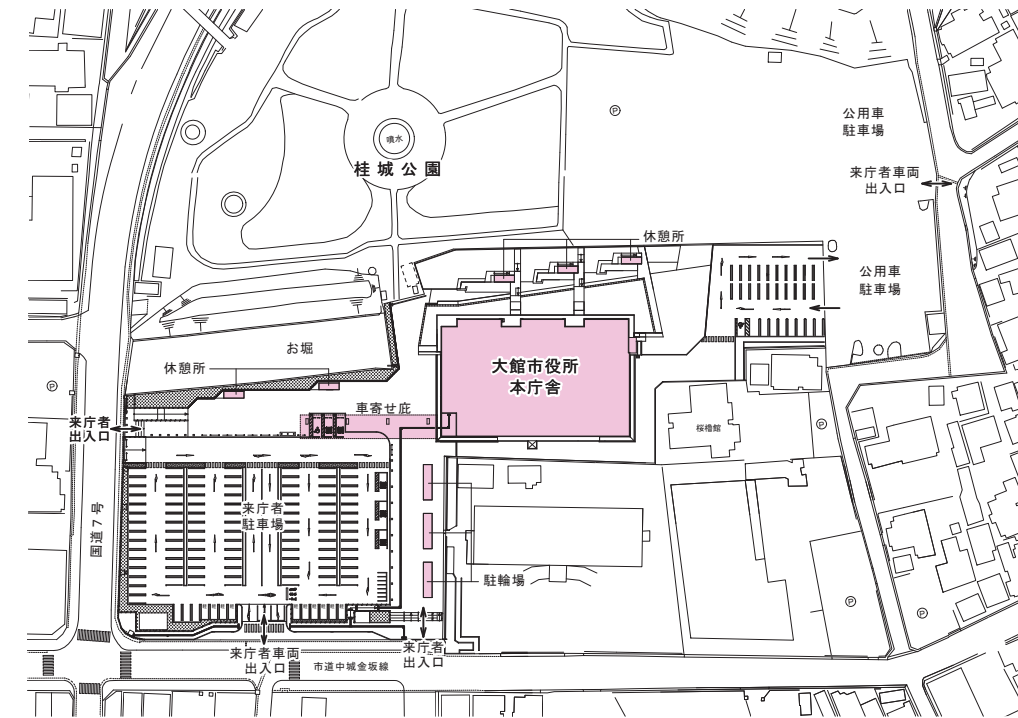 公用車
駐車場
噴水
桂城公園
来庁者車両
出入口
休憩所
公用車
駐車場
お堀
休憩所
大館市役所
本庁舎
車寄せ庇
来庁者
出入口
桜櫓館
来庁者
駐車場
国道7号
駐輪場
来庁者車両
出入口
来庁者
出入口
市道中城金坂線
P
P
P
P
P